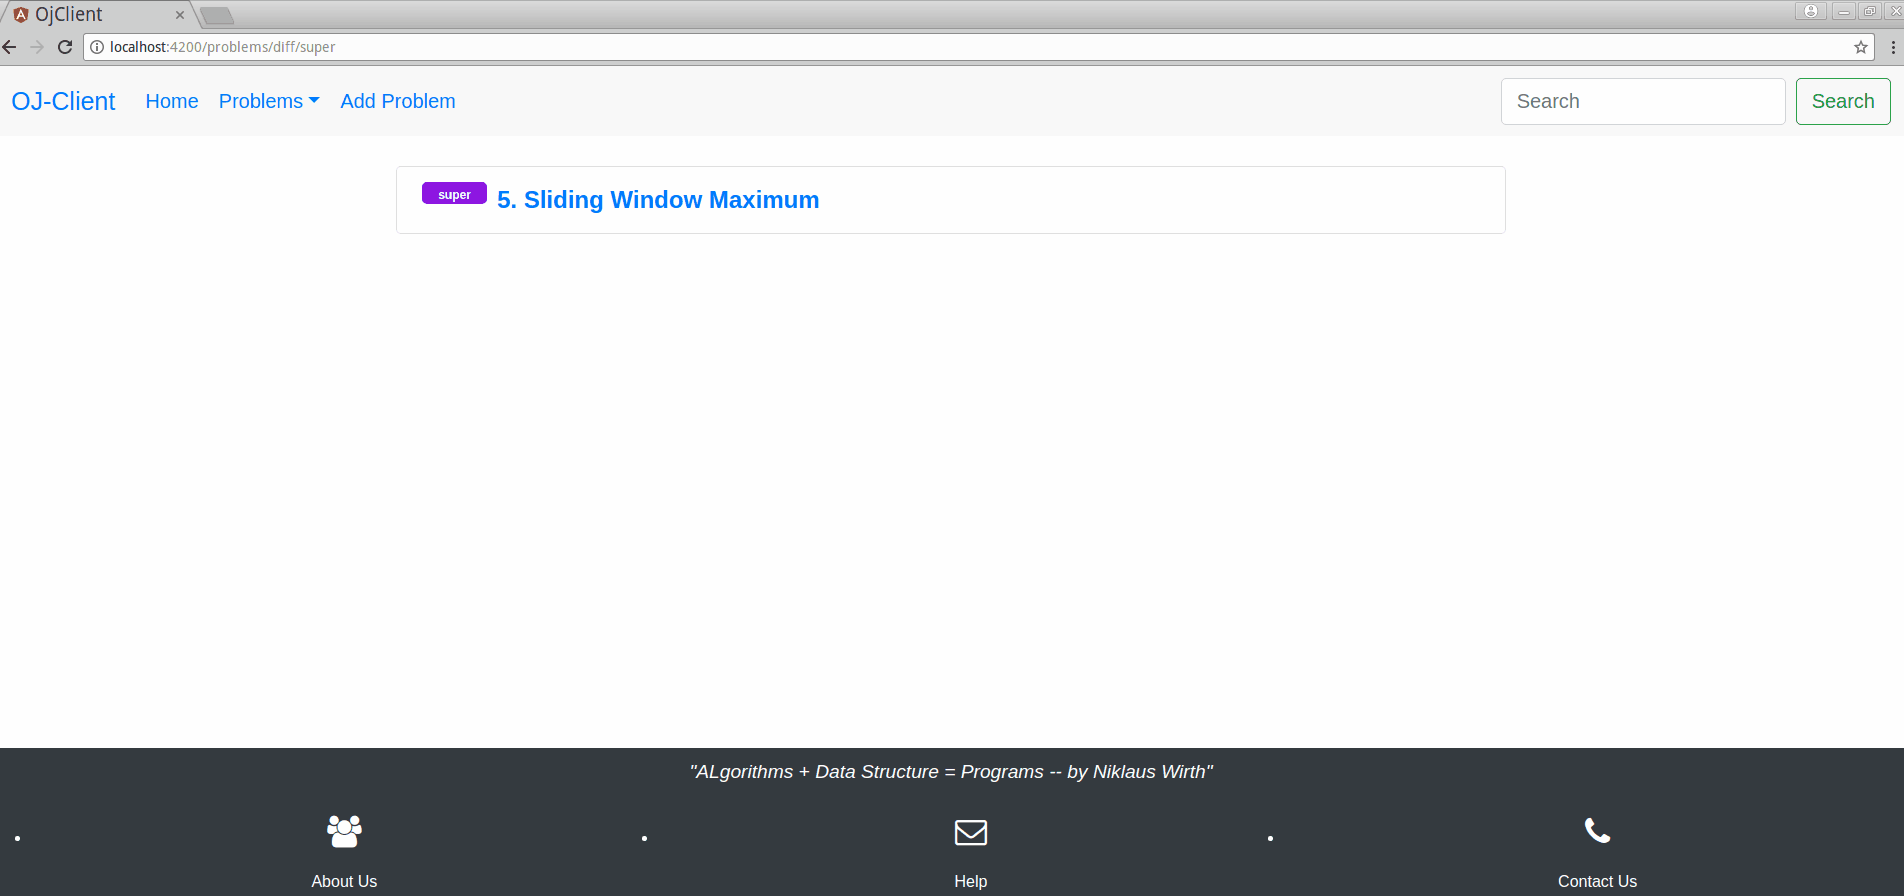 OjClient
localhost:4200/problems/diff/super
OJ-Client Home Problems Add Problem Search Search
super 5. Sliding Window Maximum
"ALgorithms + Data Structure = Programs -- by Niklaus Wirth"
About Us Help Contact Us